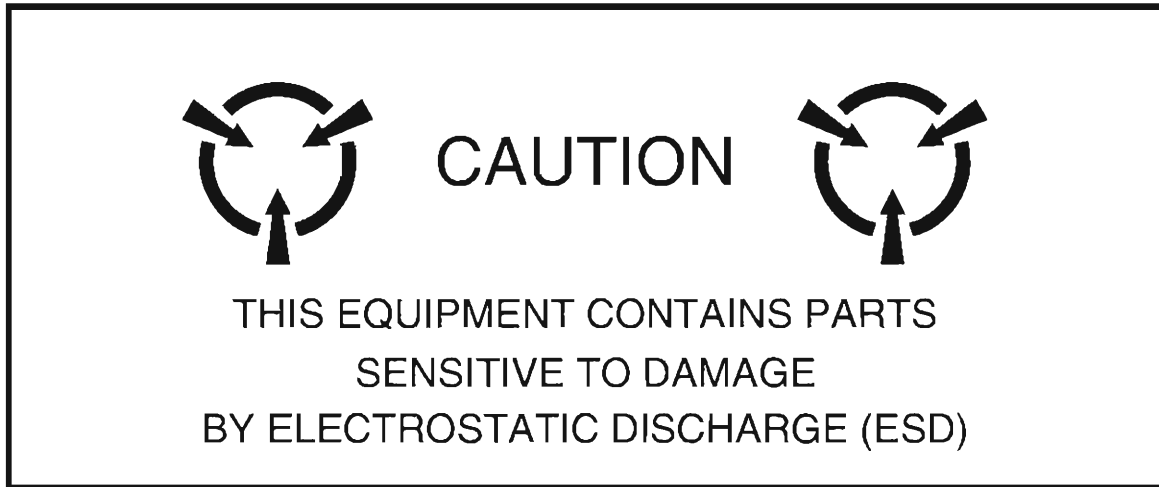 CAUTION
THIS EQUIPMENT CONTAINS PARTS
SENSITIVE TO DAMAGE
BY ELECTROSTATIC DISCHARGE (ESD)